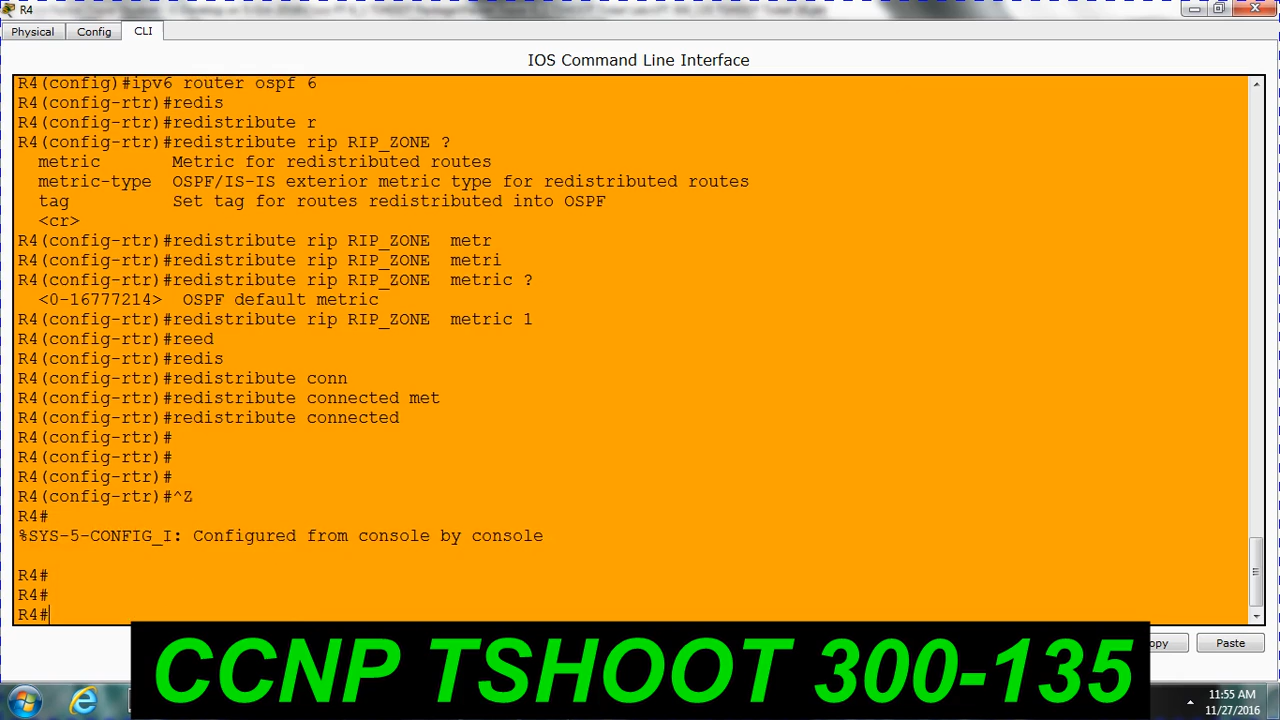 R4
Physical Config CLI
IOS Command Line Interface
R4(config)#ipv6 router ospf 6
R4(config-rtr)#redis
R4(config-rtr)#redistribute r
R4(config-rtr)#redistribute rip RIP_ZONE ?
metric Metric for redistributed routes
metric-type OSPF/IS-IS exterior metric type for redistributed routes
tag Set tag for routes redistributed into OSPF
<cr>
R4(config-rtr)#redistribute rip RIP_ZONE metr
R4(config-rtr)#redistribute rip RIP_ZONE metri
R4(config-rtr)#redistribute rip RIP_ZONE metric ?
<0-16777214> OSPF default metric
R4(config-rtr)#redistribute rip RIP_ZONE metric 1
R4(config-rtr)#reed
R4(config-rtr)#redis
R4(config-rtr)#redistribute conn
R4(config-rtr)#redistribute connected met
R4(config-rtr)#redistribute connected
R4(config-rtr)#
R4(config-rtr)#
R4(config-rtr)#
R4(config-rtr)#^Z
R4#
%SYS-5-CONFIG_I: Configured from console by console
R4#
R4#
R4#
opy Paste
CCNP TSHOOT 300-135
11:55 AM
11/27/2016